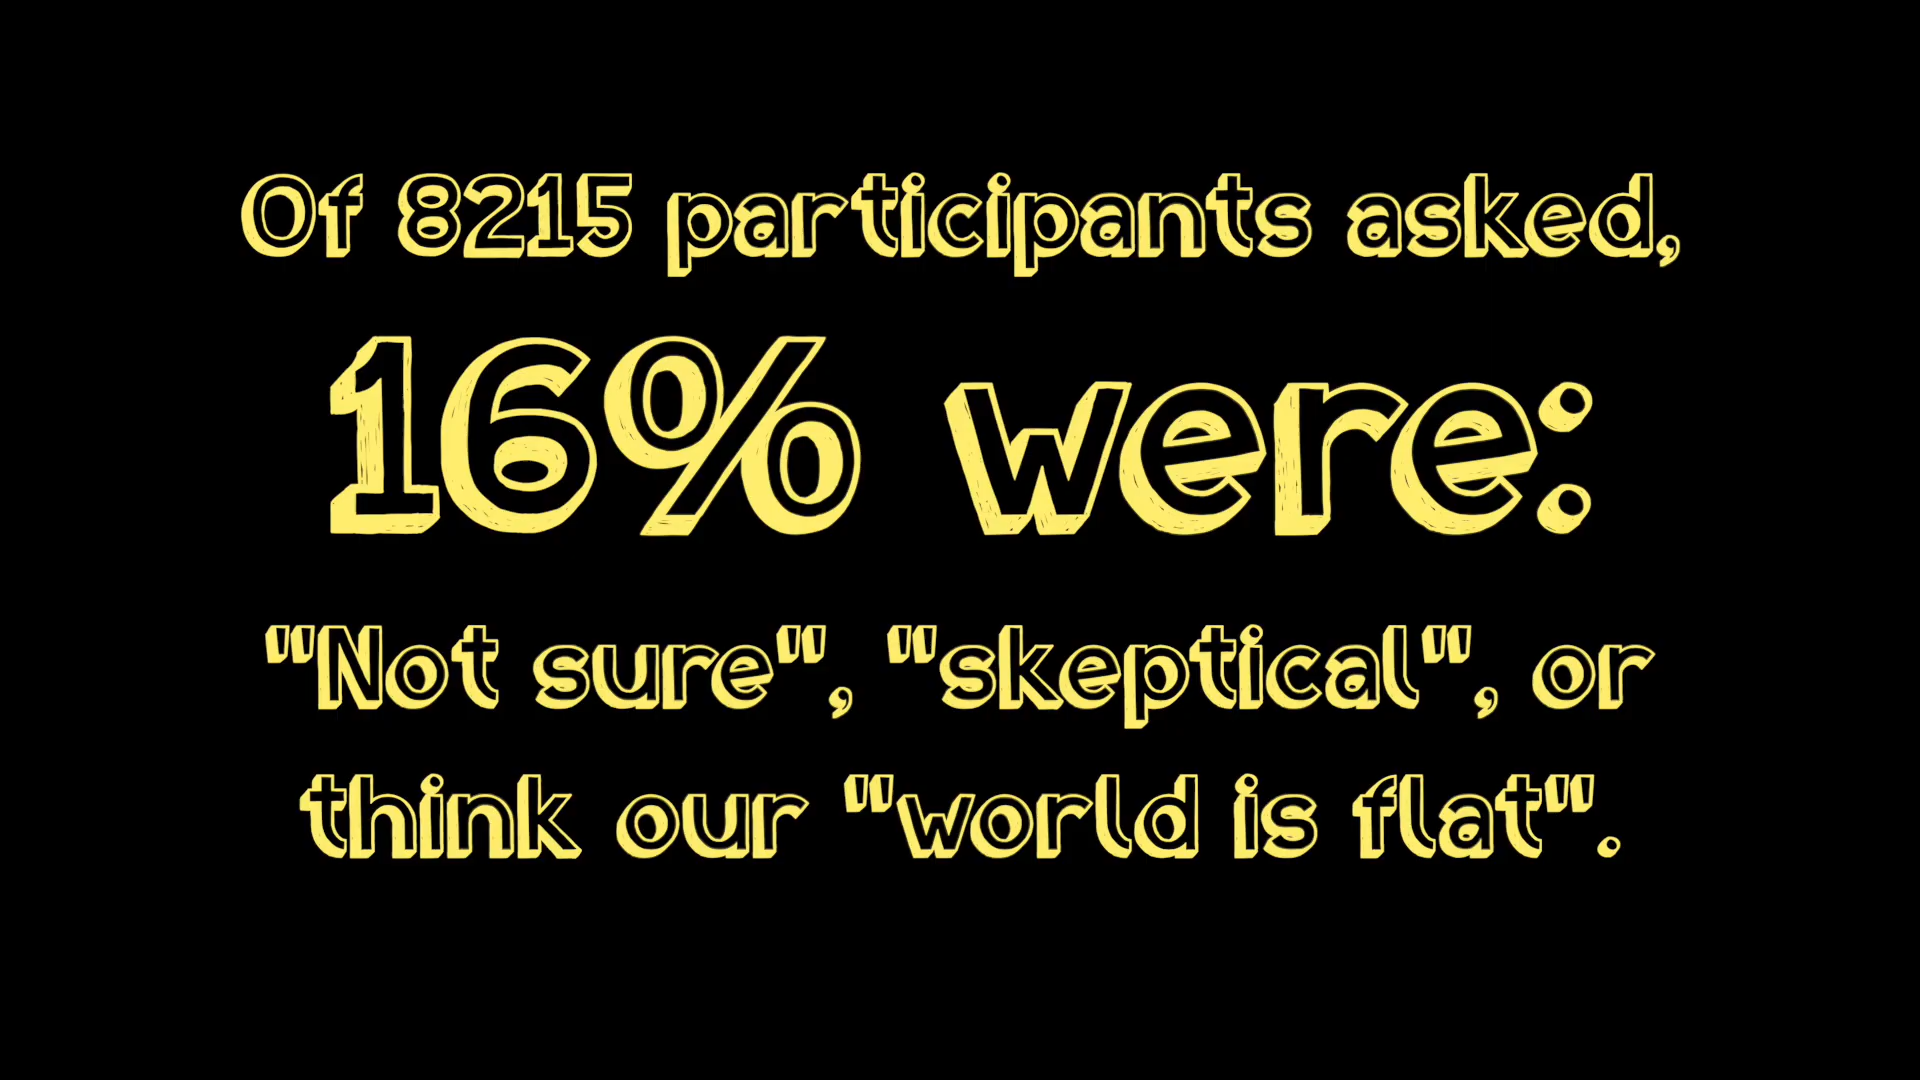 Of 8215 participants asked,
16% were:
"Not sure", "skeptical", or
think our "world is flat".